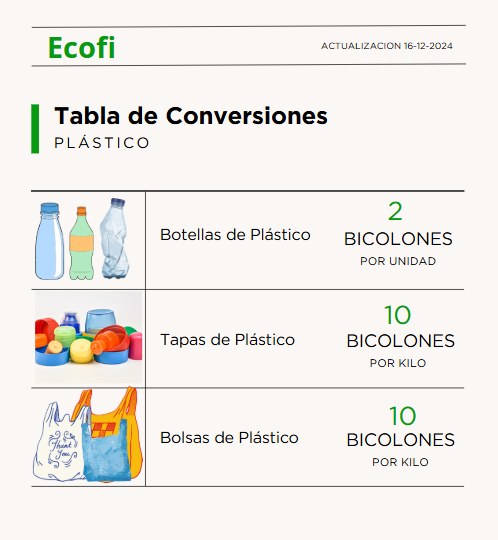 Ecofi
ACTUALIZACION 16-12-2024
Tabla de Conversiones
PLÁSTICO
Botellas de Plástico
2
BICOLONES
POR UNIDAD
Tapas de Plástico
10
BICOLONES
POR KILO
Thank
You
Bolsas de Plástico
10
BICOLONES
POR KILO